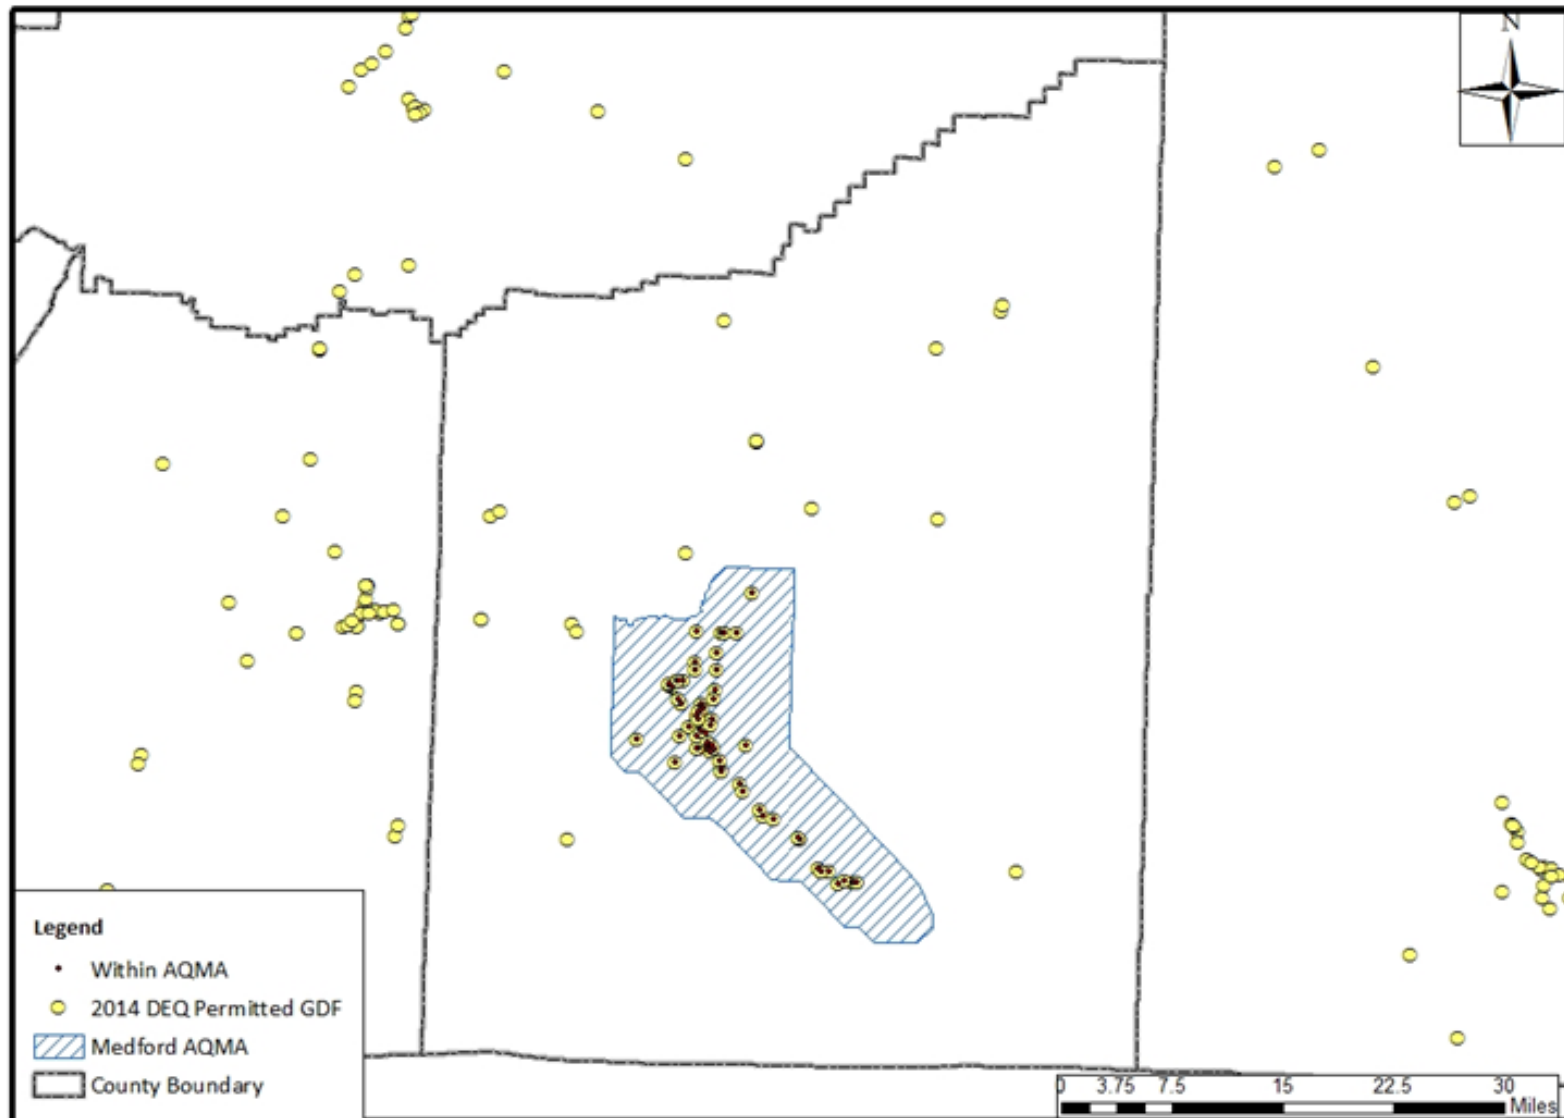 N
Legend
Within AQMA
2014 DEQ Permitted GDF
Medford AQMA
County Boundary
0 3.75 7.5 15 22.5 30
Miles